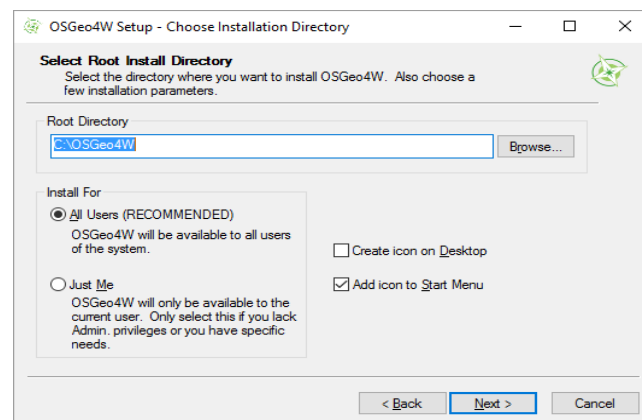 OSGeo4W Setup - Choose Installation Directory
Select Root Install Directory
Select the directory where you want to install OSGeo4W. Also choose a
few installation parameters.
Root Directory
C:\OSGeo4W
Browse...
Install For
All Users (RECOMMENDED)
OSGeo4W will be available to all users
of the system.
Just Me
OSGeo4W will only be available to the
current user. Only select this if you lack
Admin. privileges or you have specific
needs.
Create icon on Desktop
Add icon to Start Menu
< Back
Next >
Cancel